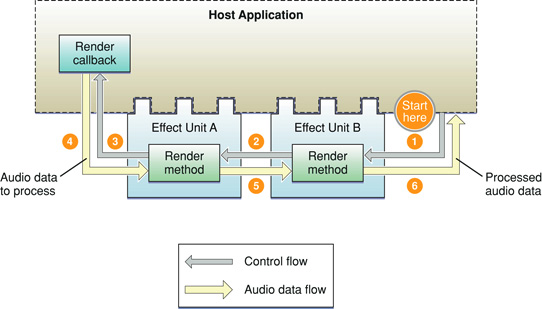 Host Application
Render
callback
Start
here
4
3
Effect Unit A
2
Effect Unit B
1
Audio data
to process
Render
method
Render
method
Processed
audio data
5
6
Control flow
Audio data flow